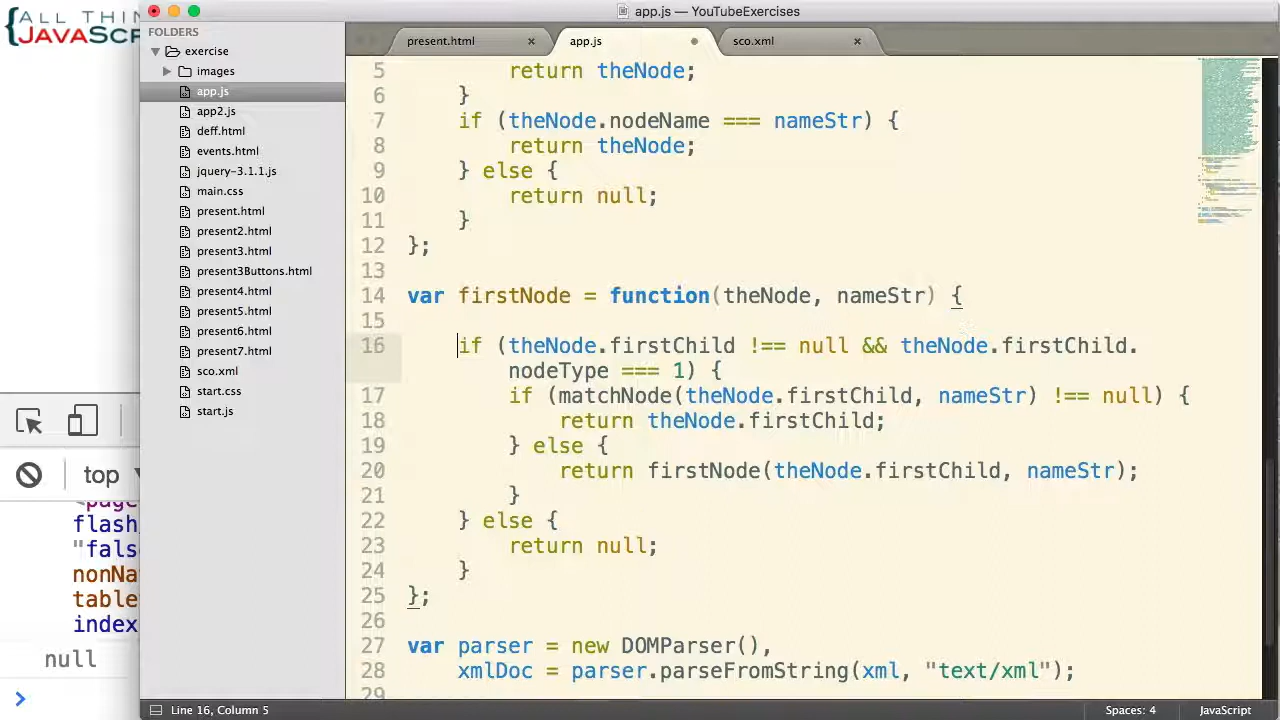 ALL THIN
JAVASCR
app.js — YouTubeExercises
FOLDERS
exercise
images
app.js
app2.js
deff.html
events.html
jquery-3.1.1.js
main.css
present.html
present2.html
present3.html
present3Buttons.html
present4.html
present5.html
present6.html
present7.html
sco.xml
start.css
start.js
present.html ×
app.js
sco.xml ×
5 return theNode;
6 }
7 if (theNode.nodeName === nameStr) {
8 return theNode;
9 } else {
10 return null;
11 }
12 };
13
14 var firstNode = function(theNode, nameStr) {
15
16 if (theNode.firstChild !== null && theNode.firstChild.
nodeType === 1) {
17 if (matchNode(theNode.firstChild, nameStr) !== null) {
18 return theNode.firstChild;
19 } else {
20 return firstNode(theNode.firstChild, nameStr);
21 }
22 } else {
23 return null;
24 }
25 };
26
27 var parser = new DOMParser(),
28 xmlDoc = parser.parseFromString(xml, "text/xml");
29
top
<page
flash
"fals
nonNa
table
index
null
Line 16, Column 5
Spaces: 4
JavaScript